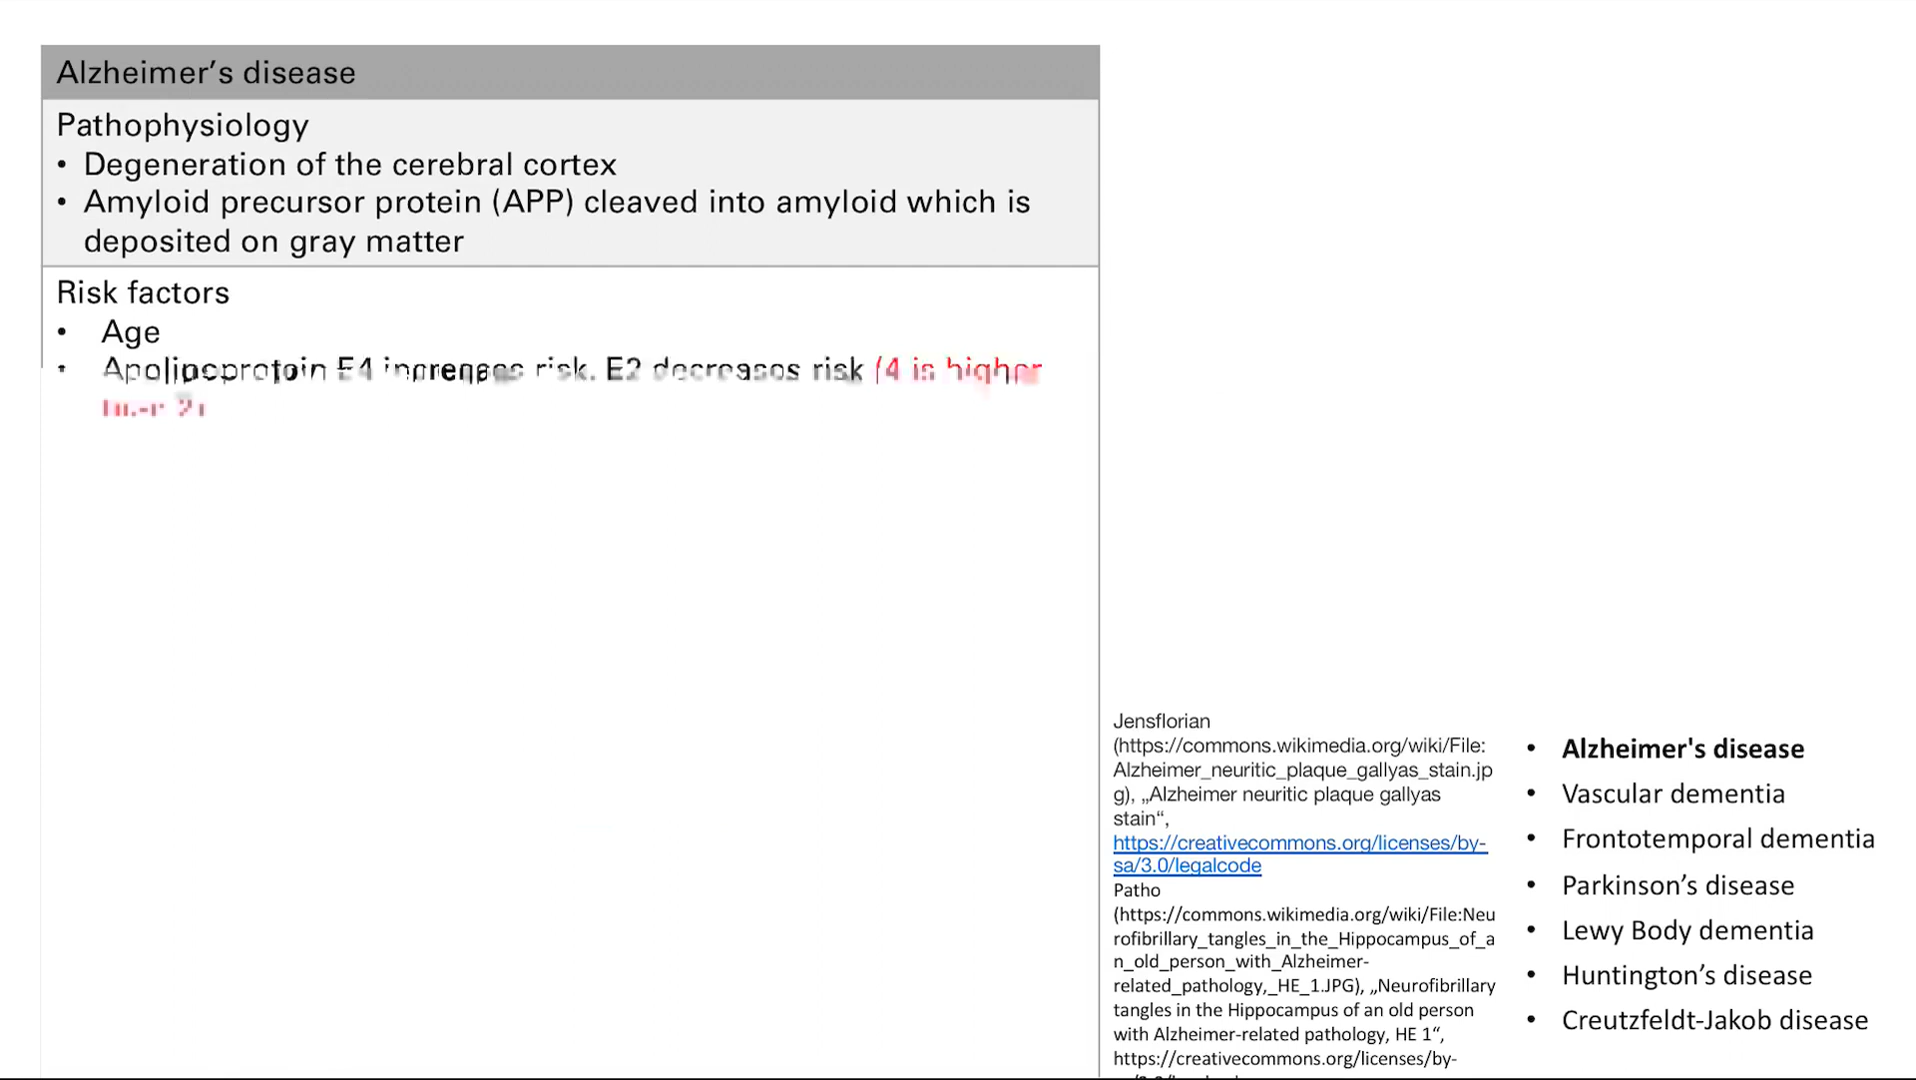 Alzheimer’s disease
Pathophysiology
• Degeneration of the cerebral cortex
• Amyloid precursor protein (APP) cleaved into amyloid which is
deposited on gray matter
Risk factors
• Age
• Apolipoprotein E4 increases risk. E2 decreases risk (4 is higher
Jensflorian
(https://commons.wikimedia.org/wiki/File:
Alzheimer_neuritic_plaque_gallyas_stain.jp
g), „Alzheimer neuritic plaque gallyas
stain“,
https://creativecommons.org/licenses/by-
sa/3.0/legalcode
Patho
(https://commons.wikimedia.org/wiki/File:Neu
rofibrillary_tangles_in_the_Hippocampus_of_a
n_old_person_with_Alzheimer-
related_pathology,_HE_1.JPG), „Neurofibrillary
tangles in the Hippocampus of an old person
with Alzheimer-related pathology, HE 1“,
https://creativecommons.org/licenses/by-
• Alzheimer's disease
• Vascular dementia
• Frontotemporal dementia
• Parkinson’s disease
• Lewy Body dementia
• Huntington’s disease
• Creutzfeldt-Jakob disease